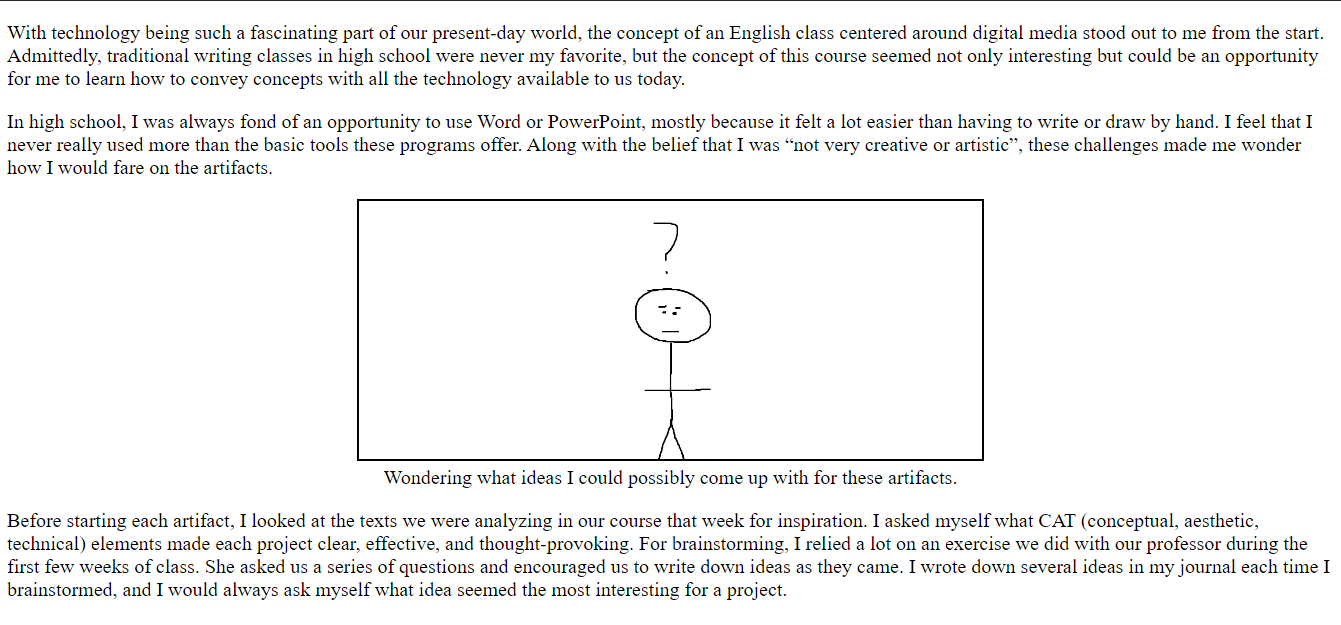 With technology being such a fascinating part of our present-day world, the concept of an English class centered around digital media stood out to me from the start.
Admittedly, traditional writing classes in high school were never my favorite, but the concept of this course seemed not only interesting but could be an opportunity
for me to learn how to convey concepts with all the technology available to us today.
In high school, I was always fond of an opportunity to use Word or PowerPoint, mostly because it felt a lot easier than having to write or draw by hand. I feel that I
never really used more than the basic tools these programs offer. Along with the belief that I was “not very creative or artistic”, these challenges made me wonder
how I would fare on the artifacts.
?
Wondering what ideas I could possibly come up with for these artifacts.
Before starting each artifact, I looked at the texts we were analyzing in our course that week for inspiration. I asked myself what CAT (conceptual, aesthetic,
technical) elements made each project clear, effective, and thought-provoking. For brainstorming, I relied a lot on an exercise we did with our professor during the
first few weeks of class. She asked us a series of questions and encouraged us to write down ideas as they came. I wrote down several ideas in my journal each time I
brainstormed, and I would always ask myself what idea seemed the most interesting for a project.